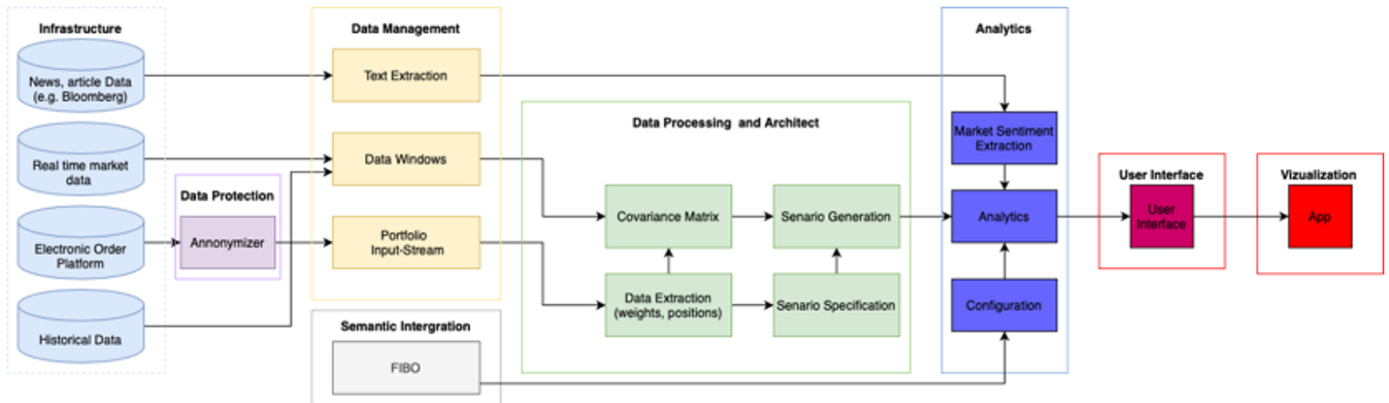 Infrastructure
News, article Data
(e.g. Bloomberg)
Real time market
data
Electronic Order
Platform
Historical Data
Data Protection
Annonymizer
Data Management
Text Extraction
Data Windows
Portfolio
Input-Stream
Semantic Intergration
FIBO
Data Processing and Architect
Covariance Matrix
Senario Generation
Data Extraction
(weights, positions)
Senario Specification
Analytics
Market Sentiment
Extraction
Analytics
Configuration
User Interface
User
Interface
Vizualization
App